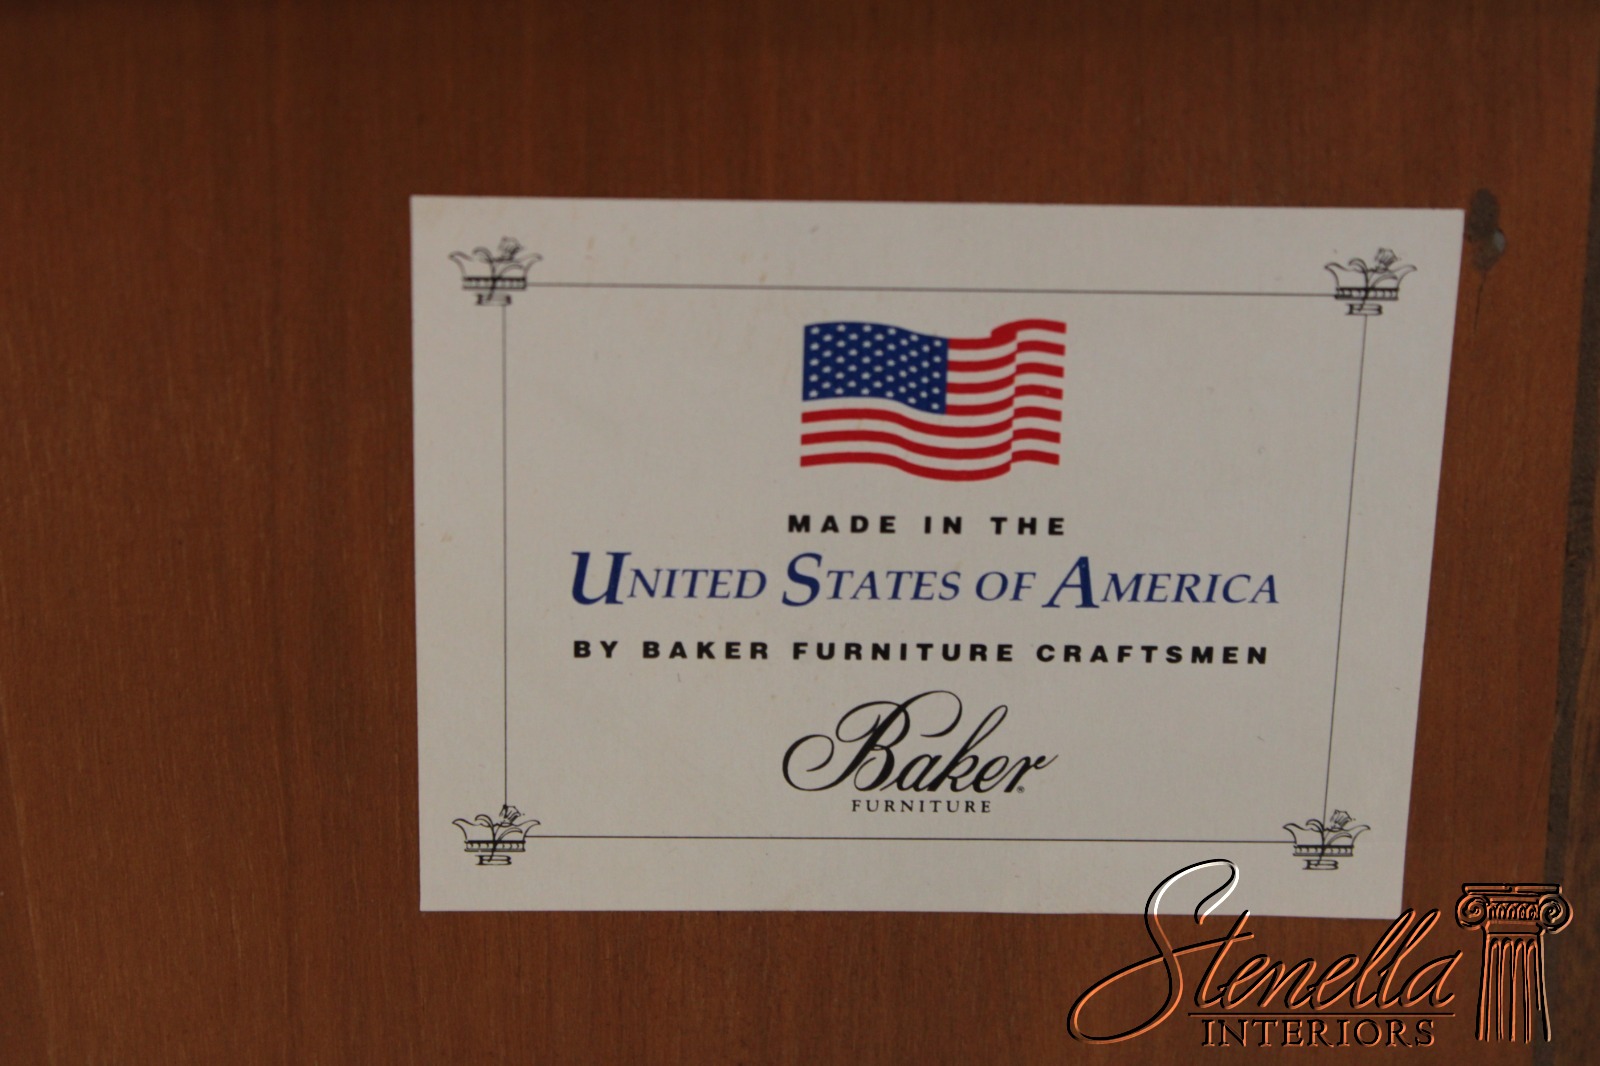 MADE IN THE
UNITED STATES OF AMERICA
BY BAKER FURNITURE CRAFTSMEN
Baker®
FURNITURE
Stenella
INTERIORS